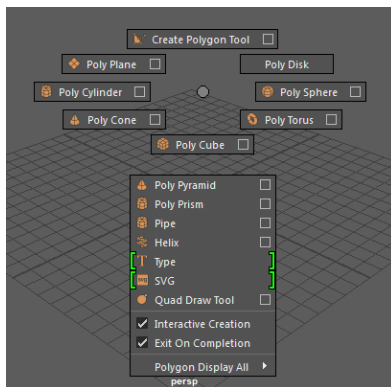 Create Polygon Tool
Poly Plane
Poly Disk
Poly Cylinder
Poly Sphere
Poly Cone
Poly Torus
Poly Cube
Poly Pyramid
Poly Prism
Pipe
Helix
T Type
SVG
Quad Draw Tool
Interactive Creation
Exit On Completion
Polygon Display All
persp